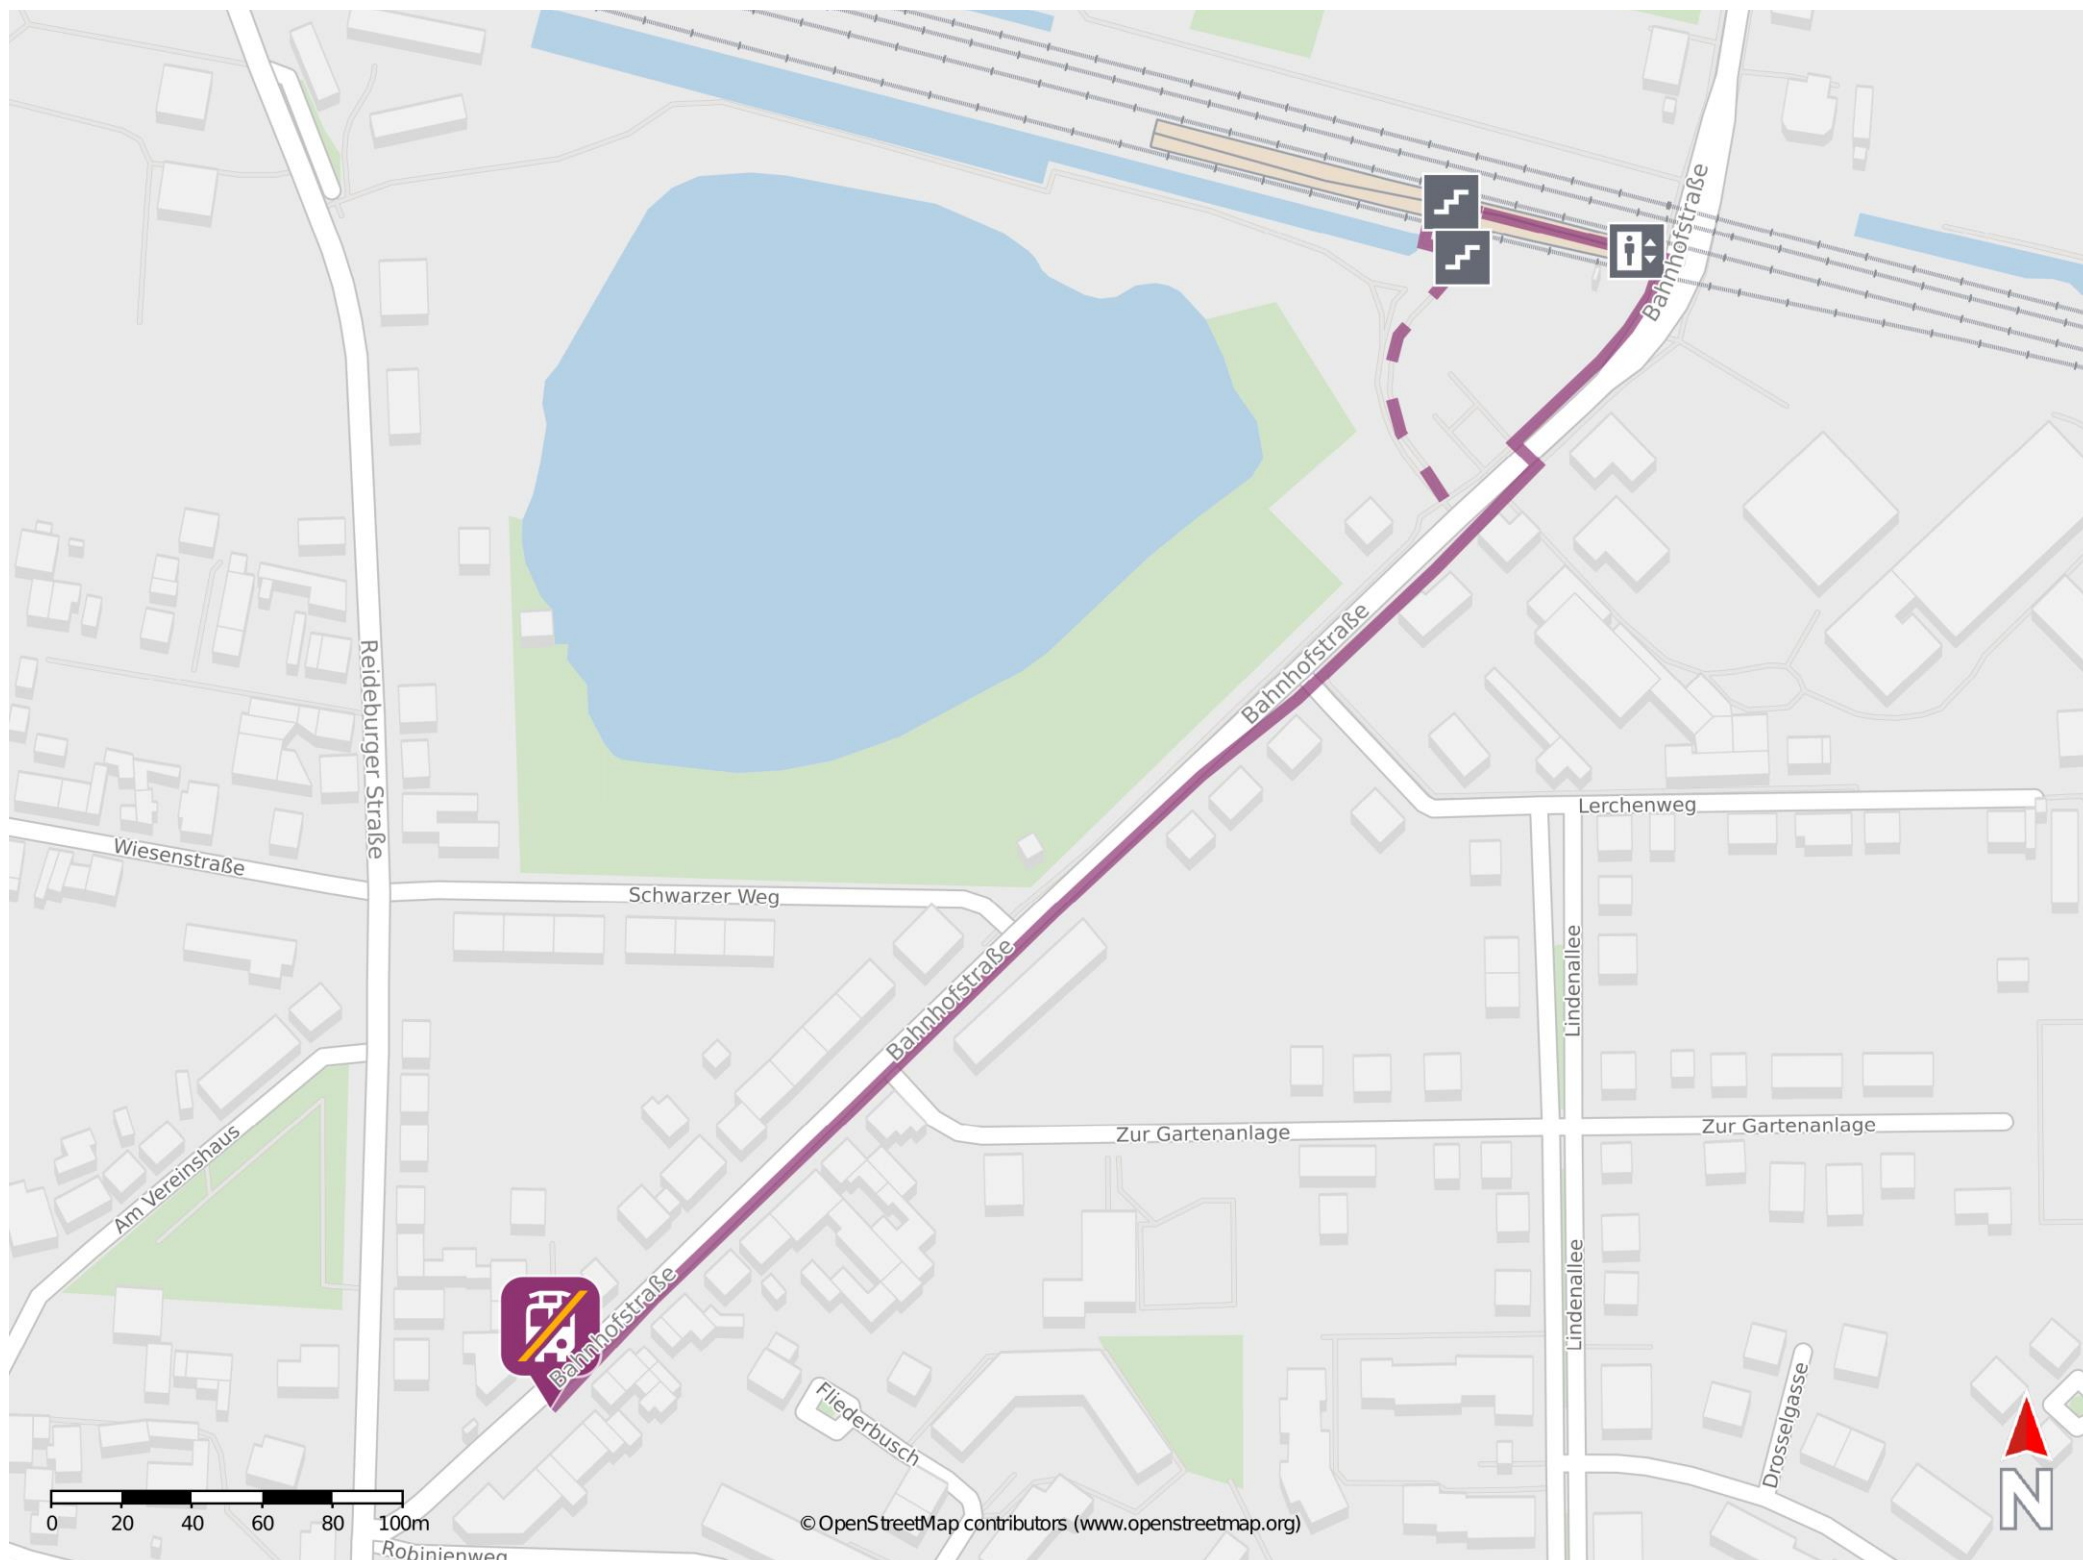 Bahnhofstraße
Bahnhofstraße
Reideburger Straße
Lerchenweg
Wiesenstraße
Schwarzer Weg
Bahnhofstraße
Lindenallee
Am Vereinshaus
Zur Gartenanlage
Zur Gartenanlage
Lindenallee
Bahnhofstraße
Fliederbusch
Drosselgasse
0 20 40 60 80 100m
© OpenStreetMap contributors (www.openstreetmap.org)
N
Robinienweg